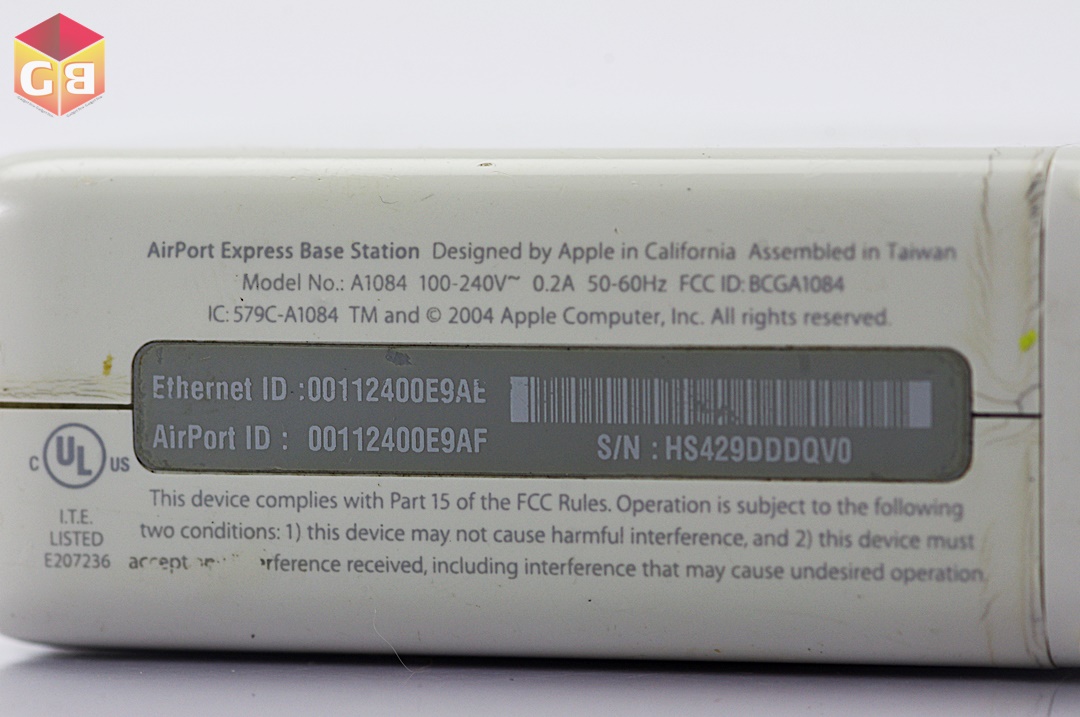 GB
AirPort Express Base Station Designed by Apple in California Assembled in Taiwan
Model No.: A1084 100-240V~ 0.2A 50-60Hz FCC ID: BCGA1084
IC: 579C-A1084 TM and © 2004 Apple Computer, Inc. All rights reserved.
Ethernet ID :00112400E9AE
AirPort ID : 00112400E9AF
S/N : HS429DDDQV0
C UL US
I.T.E.
LISTED
E207236
This device complies with Part 15 of the FCC Rules. Operation is subject to the following
two conditions: 1) this device may not cause harmful interference, and 2) this device must
accept received, including interference that may cause undesired operation.